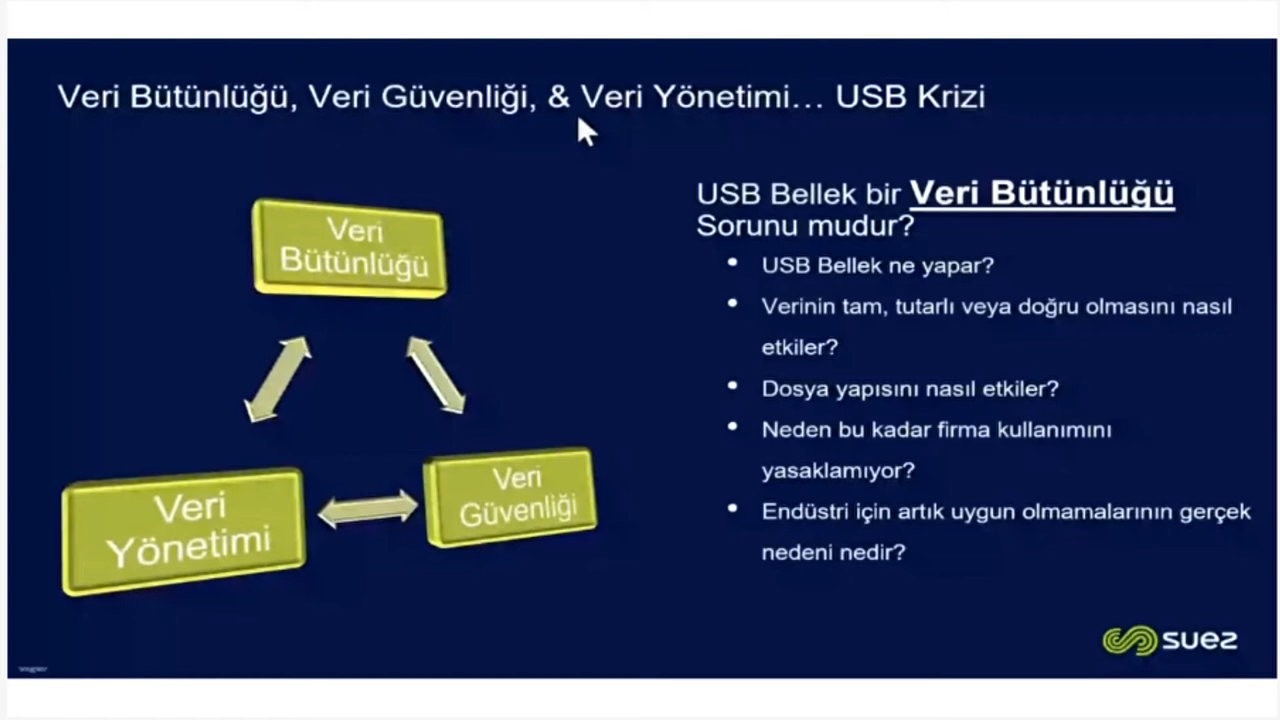 Veri Bütünlüğü, Veri Güvenliği, & Veri Yönetimi… USB Krizi
Veri
Bütünlüğü
Veri
Yönetimi
Veri
Güvenliği
USB Bellek bir Veri Bütünlüğü
Sorunu mudur?
• USB Bellek ne yapar?
• Verinin tam, tutarlı veya doğru olmasını nasıl
etkiler?
• Dosya yapısını nasıl etkiler?
• Neden bu kadar firma kullanımını
yasaklamıyor?
• Endüstri için artık uygun olmamalarının gerçek
nedeni nedir?
suez